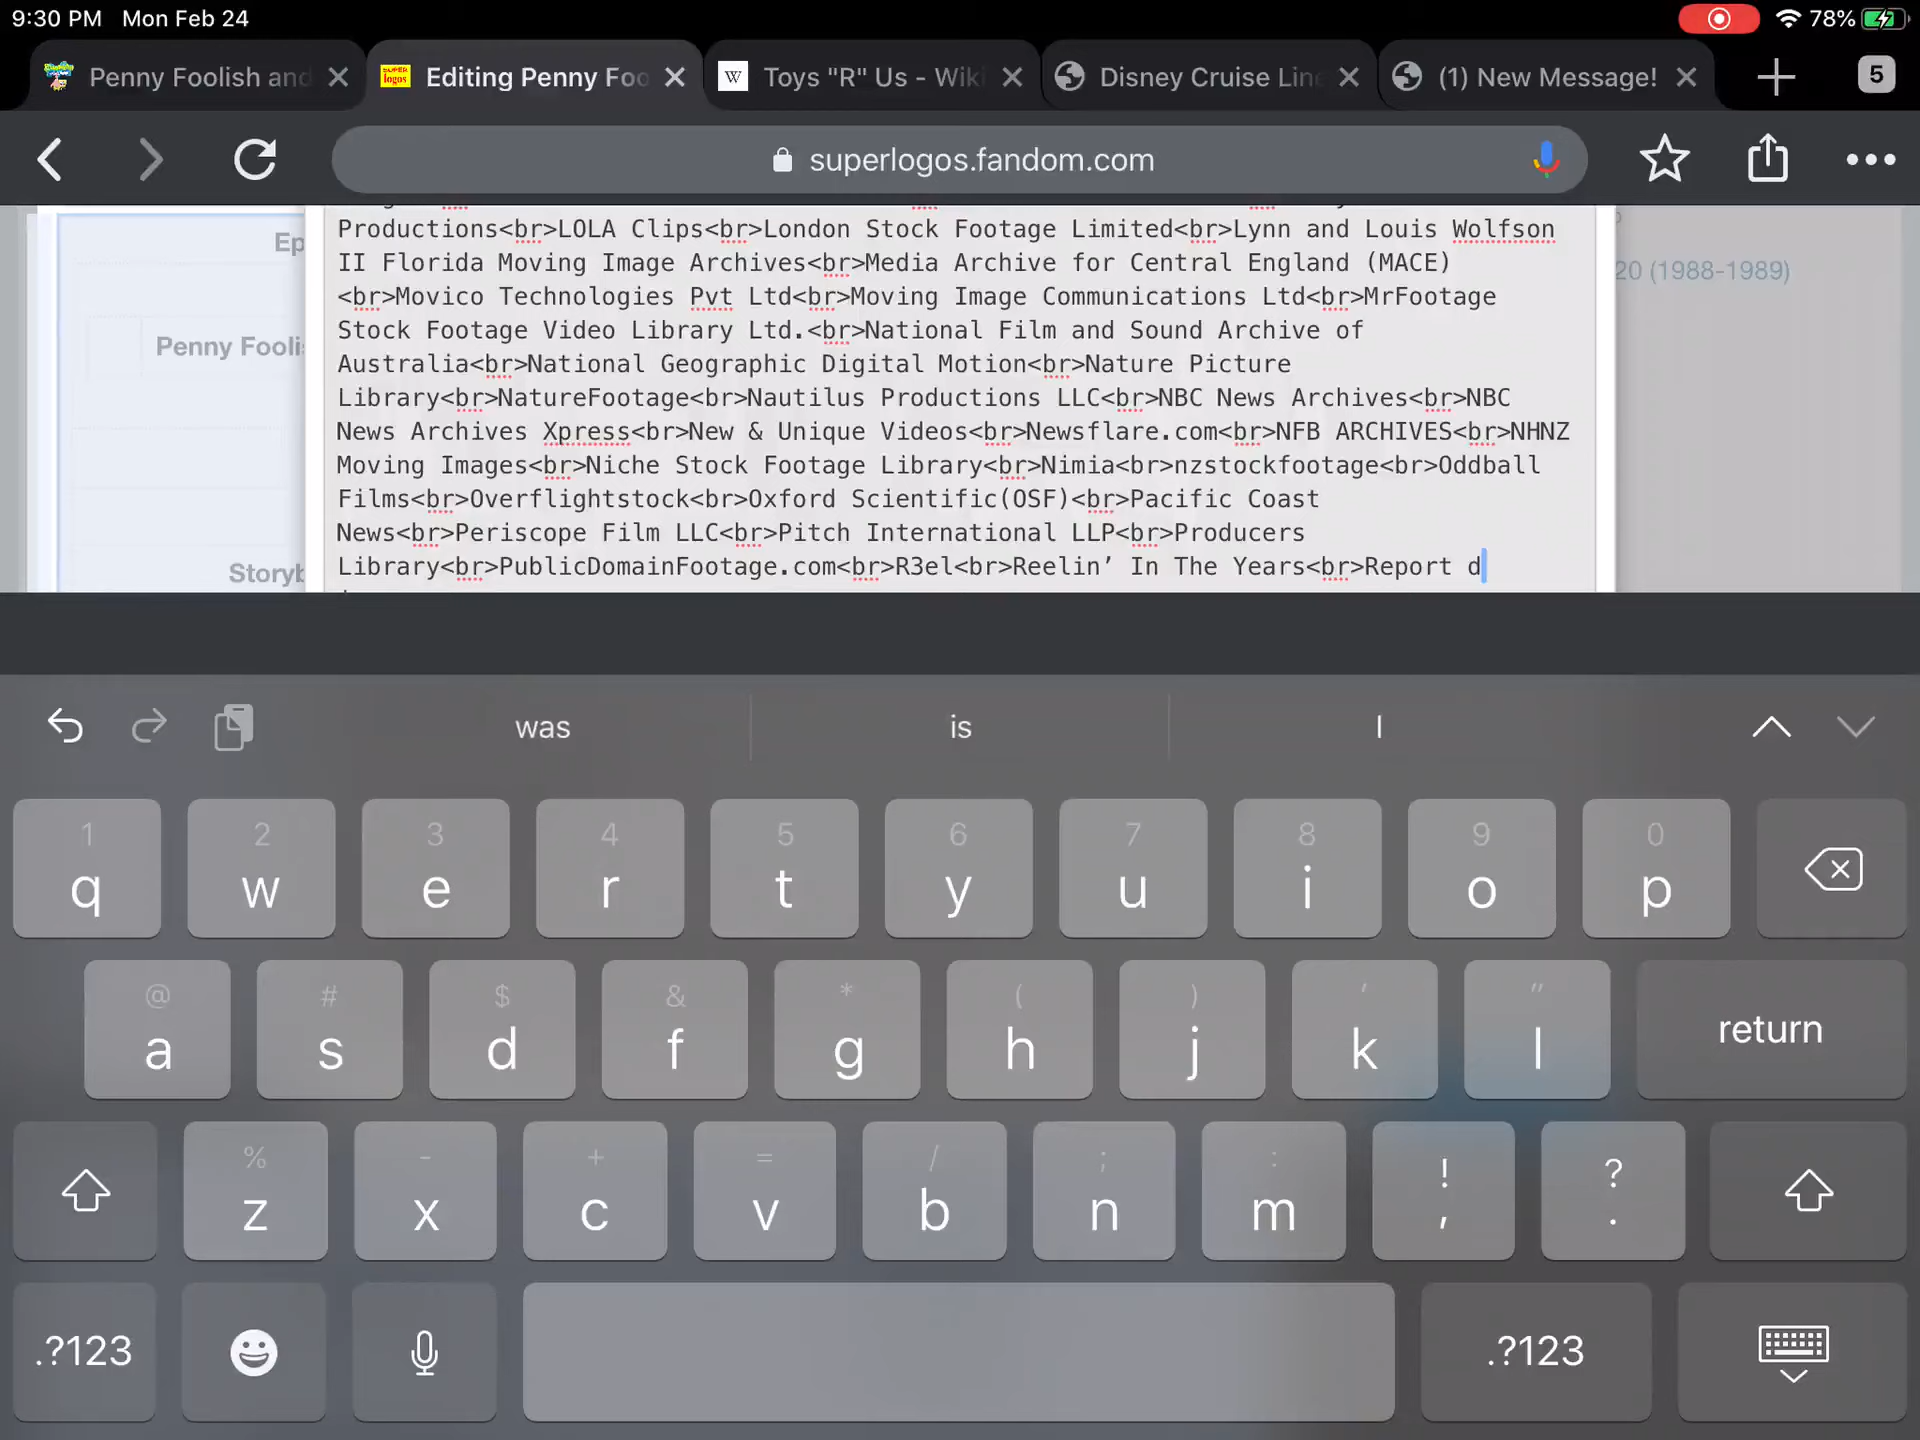 9:30 PM Mon Feb 24
78%
Penny Foolish and
Editing Penny Foo
W Toys "R" Us - Wiki
Disney Cruise Line
(1) New Message!
5
superlogos.fandom.com
Productions<br>LOLA Clips<br>London Stock Footage Limited<br>Lynn and Louis Wolfson
II Florida Moving Image Archives<br>Media Archive for Central England (MACE)
<br>Movico Technologies Pvt Ltd<br>Moving Image Communications Ltd<br>MrFootage
Stock Footage Video Library Ltd.<br>National Film and Sound Archive of
Australia<br>National Geographic Digital Motion<br>Nature Picture
Library<br>NatureFootage<br>Nautilus Productions LLC<br>NBC News Archives<br>NBC
News Archives Xpress<br>New & Unique Videos<br>Newsflare.com<br>NFB ARCHIVES<br>NHNZ
Moving Images<br>Niche Stock Footage Library<br>Nimia<br>nzstockfootage<br>Oddball
Films<br>Overflightstock<br>Oxford Scientific(OSF)<br>Pacific Coast
News<br>Periscope Film LLC<br>Pitch International LLP<br>Producers
Library<br>PublicDomainFootage.com<br>R3el<br>Reelin’ In The Years<br>Report d
Ep
Penny Fooli
Storyb
20 (1988-1989)
was is I
1 2 3 4 5 6 7 8 9 0
q w e r t y u i o p
@ # $ & * ( ) ' "
a s d f g h j k l return
% - + = / ; : ! ?
z x c v b n m , .
.?123 .?123